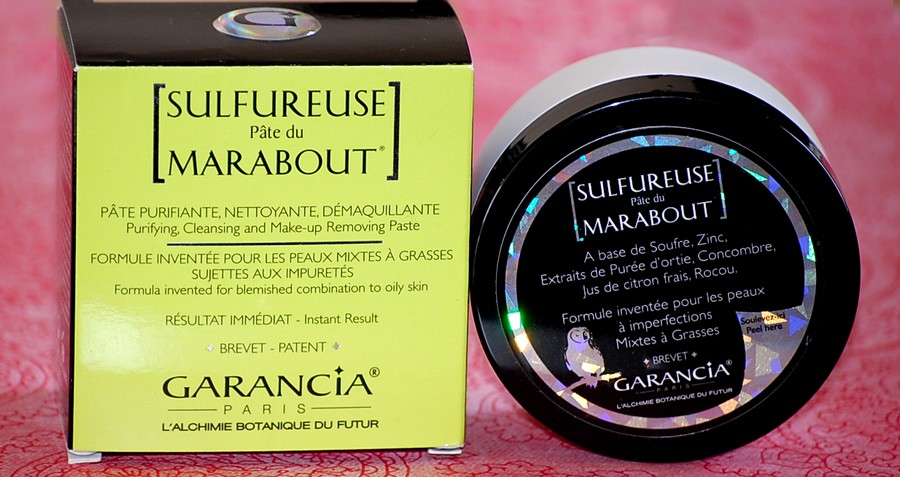 G
[SULFUREUSE
Pâte du
MARABOUT®]
PÂTE PURIFIANTE, NETTOYANTE, DÉMAQUILLANTE
Purifying, Cleansing and Make-up Removing Paste
FORMULE INVENTÉE POUR LES PEAUX MIXTES À GRASSES
SUJETTES AUX IMPURETÉS
Formula invented for blemished combination to oily skin
RÉSULTAT IMMÉDIAT - Instant Result
BREVET - PATENT
GARANCIA®
PARIS
L'ALCHIMIE BOTANIQUE DU FUTUR
[SULFUREUSE
Pâte du
MARABOUT]
A base de Soufre, Zinc,
Extraits de Purée d'ortie, Concombre,
Jus de citron frais, Rocou.
Formule inventée pour les peaux
à imperfections
Mixtes à Grasses
Soulevez-ici
Peel here
BREVET
GARANCIA®
L'ALCHIMIE BOTANIQUE DU FUTUR